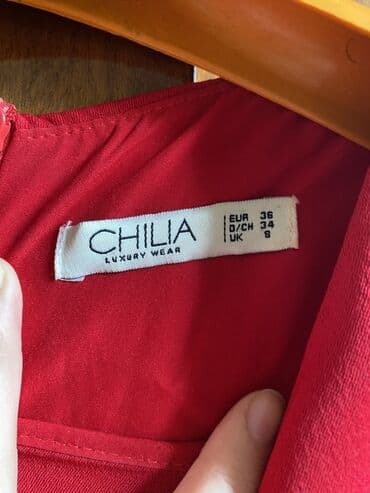 CHILIA
LUXURY WEAR
EUR 36
D/CH 34
UK 8